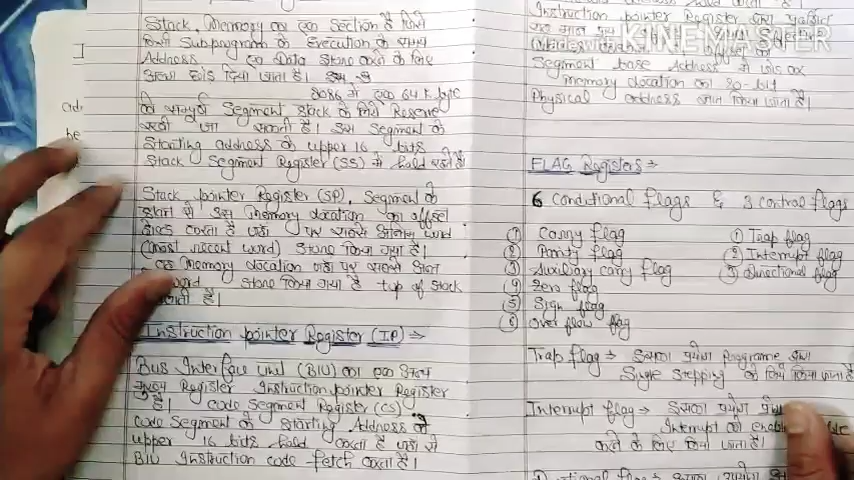 Stack, Memory का एक Section है जिसे
किसी Subprogram के Execution के समय
Address एवं Data Store करने के लिए
अलग छोड़ दिया जाता है।
8086 में एक 64 K byte
की सम्पूर्ण Segment Stack के लिये Reserve
रखी जा सकती है। इस Segment के
Starting address के upper 16 bits
Stack Segment Register (SS) में hold रहते हैं।
Stack pointer Register (SP), Segment के
start से उस memory location का offset
होल्ड करता है जहाँ पर सबसे अन्तिम word
(most recent word) Store किया गया है।
वह memory location जहाँ पर सबसे अन्त
word store किया गया है top of stack
है।
Instruction pointer Register (IP) ⇒
Bus Interface Unit (BIU) का एक अन्य
मुख्य Register Instruction pointer Register
है। code Segment Register (CS)
code Segment के Starting Address के
upper 16 bits hold करता है जहाँ से
BIU Instruction code fetch करता है।
Instruction pointer Register द्वारा
KINEMASTER
Segment base Address में जोड़ कर
memory location का 20-bit
Physical address ज्ञात किया जाता है।
FLAG Registers ⇒
6 Conditional flags & 3 control flags
① Carry flag ① Trap flag
② Parity flag ② Interrupt flag
③ Auxiliary carry flag ③ Directional flag
④ Zero flag
⑤ Sign flag
⑥ Over flow flag
Trap flag ⇒ इसका प्रयोग Programme
Single Stepping के लिये किया जाता है
Interrupt flag ⇒ इसका प्रयोग
Interrupt को
करने के लिए किया जाता है।